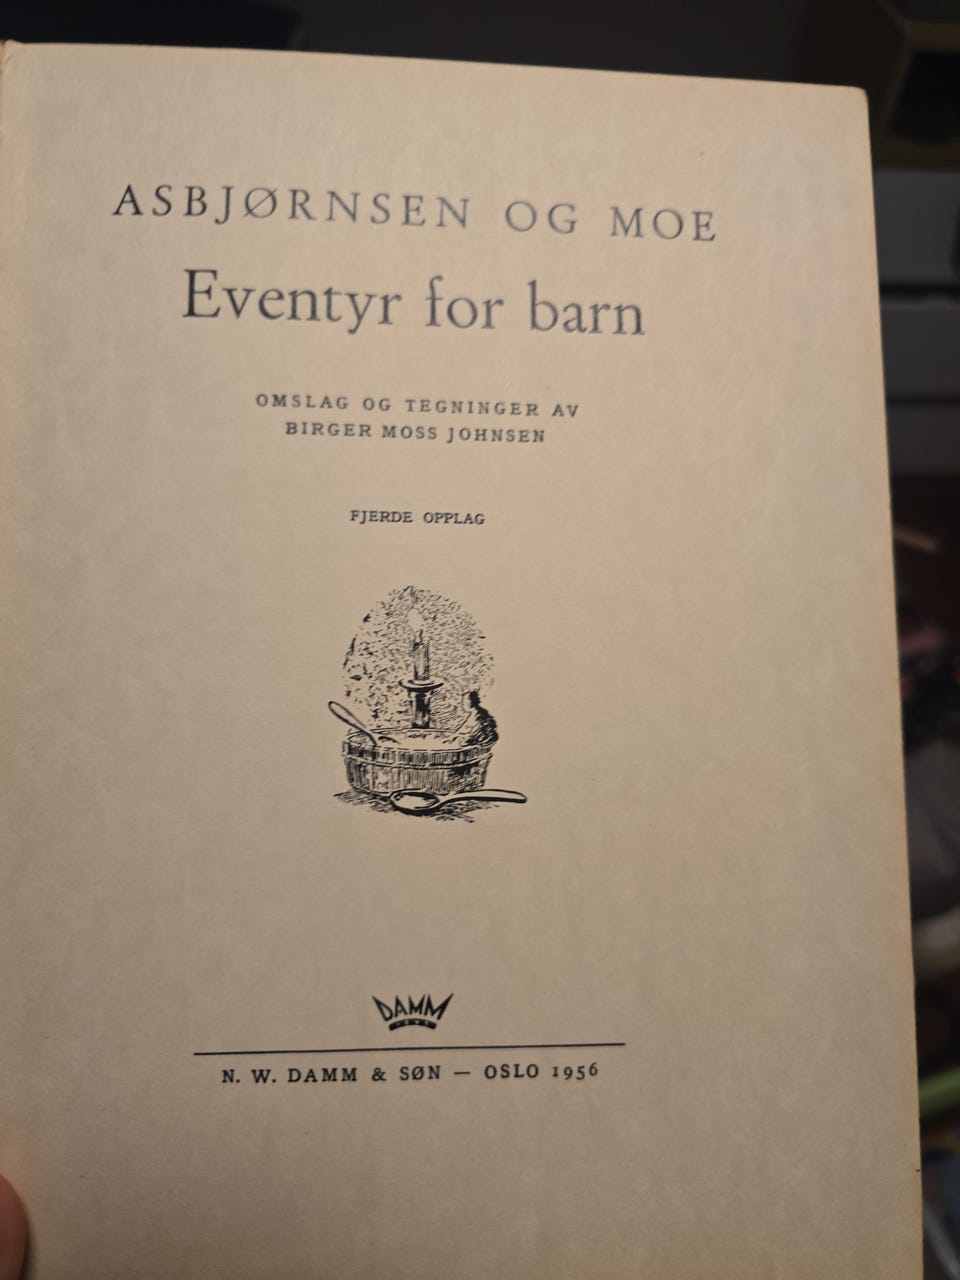 ASBJØRNSEN OG MOE
Eventyr for barn
OMSLAG OG TEGNINGER AV
BIRGER MOSS JOHNSEN
FJERDE OPPLAG
DAMM
N. W. DAMM & SØN — OSLO 1956